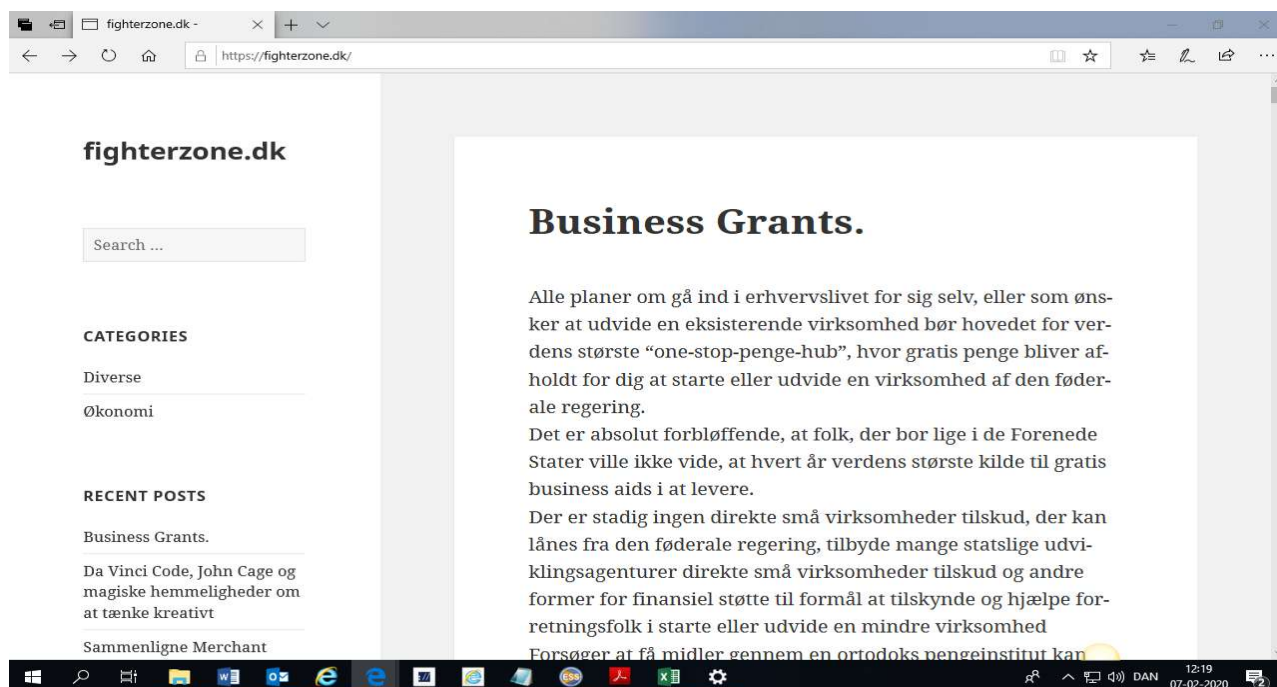 fighterzone.dk -
https://fighterzone.dk/
fighterzone.dk
Search ...
CATEGORIES
Diverse
Økonomi
RECENT POSTS
Business Grants.
Da Vinci Code, John Cage og
magiske hemmeligheder om
at tænke kreativt
Sammenligne Merchant
Business Grants.
Alle planer om gå ind i erhvervslivet for sig selv, eller som øns-
ker at udvide en eksisterende virksomhed bør hovedet for ver-
dens største “one-stop-penge-hub”, hvor gratis penge bliver af-
holdt for dig at starte eller udvide en virksomhed af den føder-
ale regering.
Det er absolut forbløffende, at folk, der bor lige i de Forenede
Stater ville ikke vide, at hvert år verdens største kilde til gratis
business aids i at levere.
Der er stadig ingen direkte små virksomheder tilskud, der kan
lånes fra den føderale regering, tilbyde mange statslige udvi-
klingsagenturer direkte små virksomheder tilskud og andre
former for finansiel støtte til formål at tilskynde og hjælpe for-
retningsfolk i starte eller udvide en mindre virksomhed
Forsøger at få midler gennem en ortodoks pengeinstitut kan
DAN
12:19
07-02-2020
2